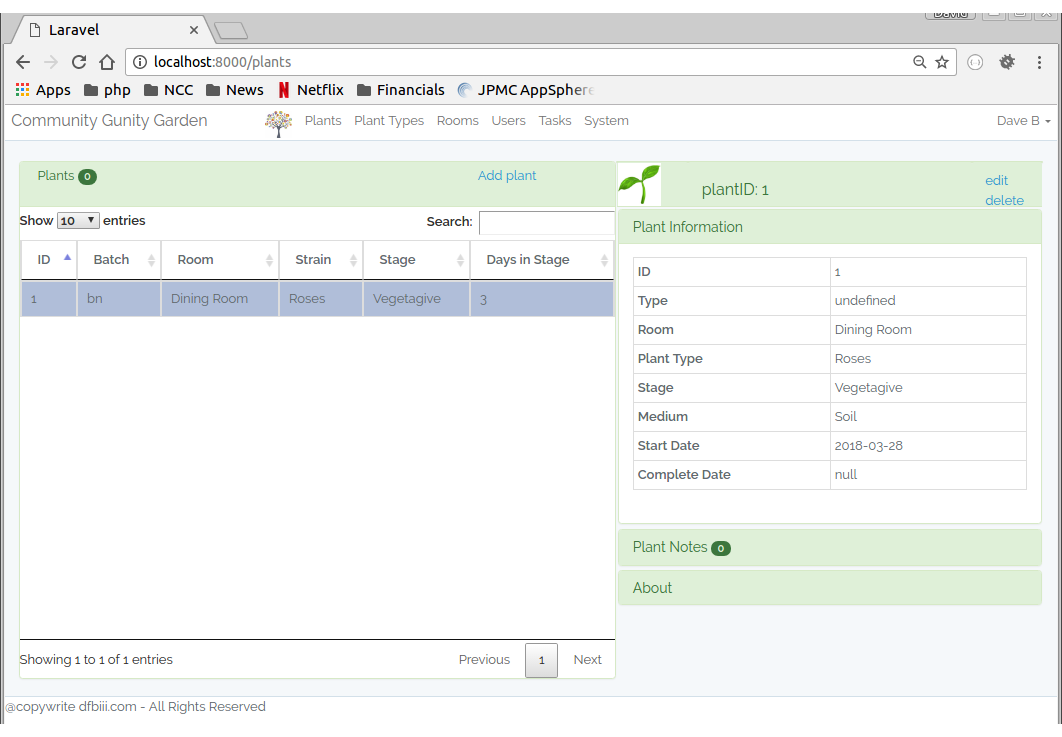 Laravel
localhost:8000/plants
Apps php NCC News Netflix Financials JPMC AppSphere
Community Gunity Garden Plants Plant Types Rooms Users Tasks System Dave B
Plants 0 Add plant
Show 10 entries Search:
ID Batch Room Strain Stage Days in Stage
1 bn Dining Room Roses Vegetagive 3
Showing 1 to 1 of 1 entries Previous 1 Next
plantID: 1
edit
delete
Plant Information
ID 1
Type undefined
Room Dining Room
Plant Type Roses
Stage Vegetagive
Medium Soil
Start Date 2018-03-28
Complete Date null
Plant Notes 0
About
@copywrite dfbiii.com - All Rights Reserved